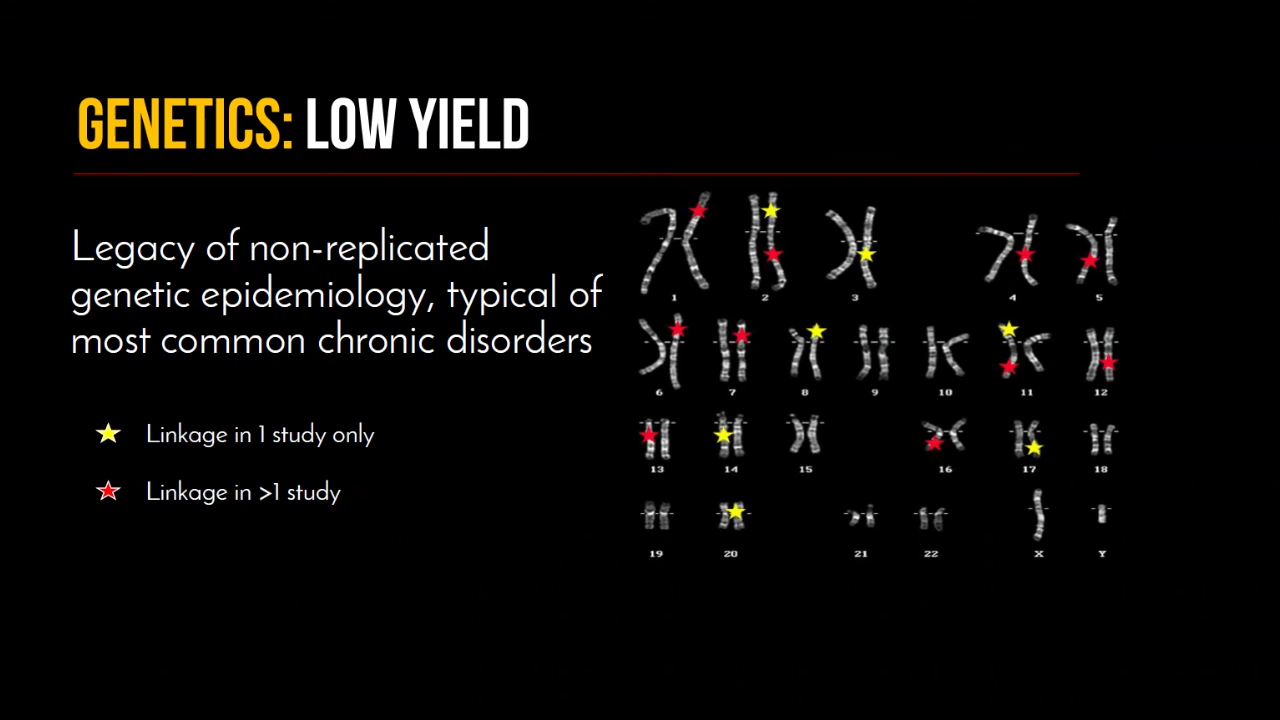 GENETICS: LOW YIELD
Legacy of non-replicated
genetic epidemiology, typical of
most common chronic disorders
Linkage in 1 study only
Linkage in >1 study
1 2 3 4 5
6 7 8 9 10 11 12
13 14 15 16 17 18
19 20 21 22 X Y